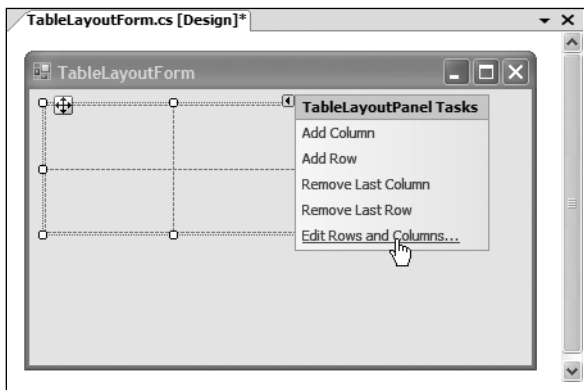 TableLayoutForm.cs [Design]*
TableLayoutForm
TableLayoutPanel Tasks
Add Column
Add Row
Remove Last Column
Remove Last Row
Edit Rows and Columns...